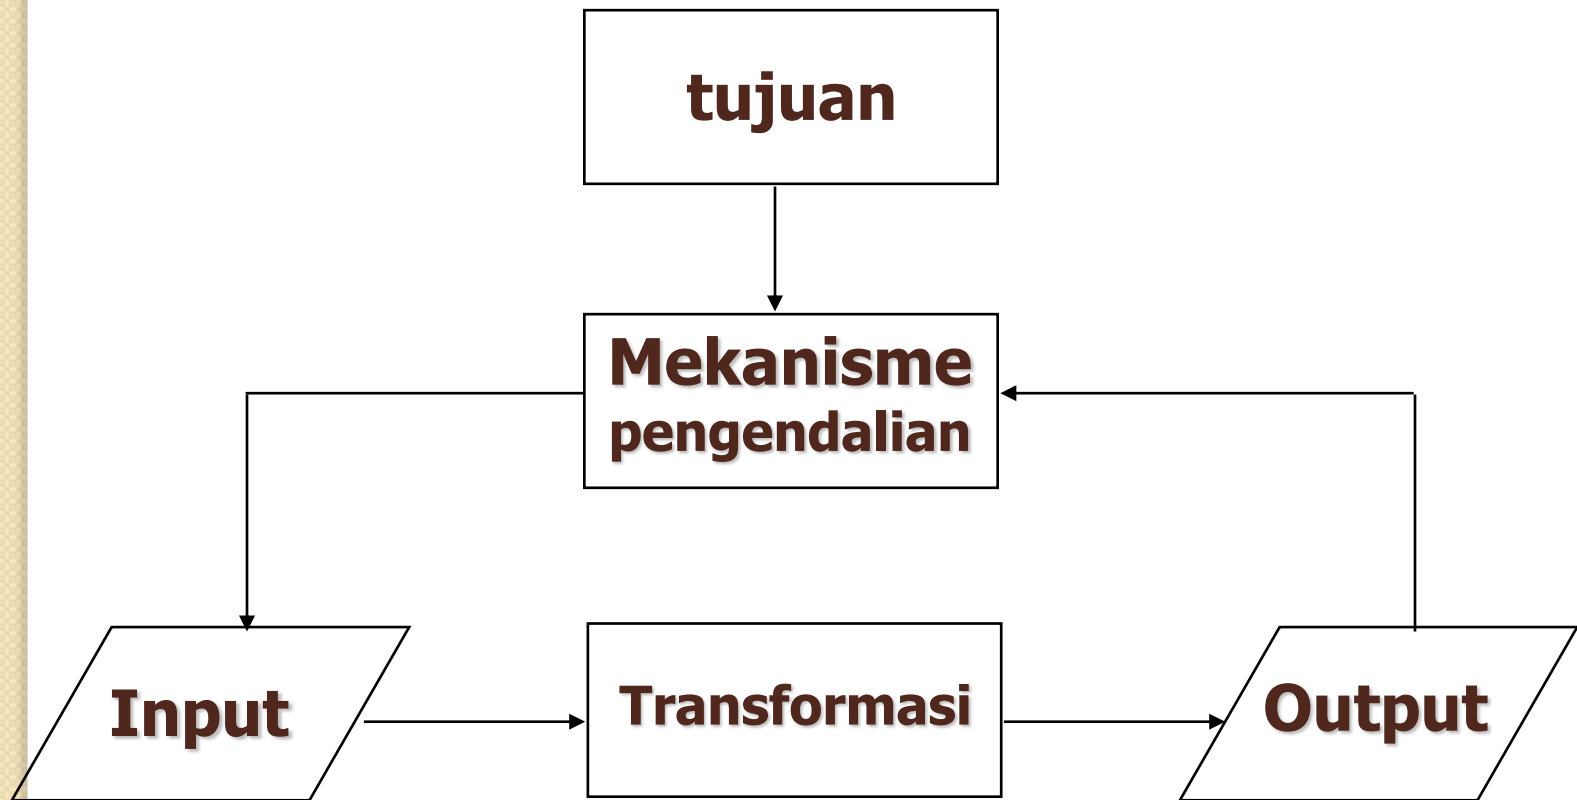 tujuan
Mekanisme
pengendalian
Input
Transformasi
Output